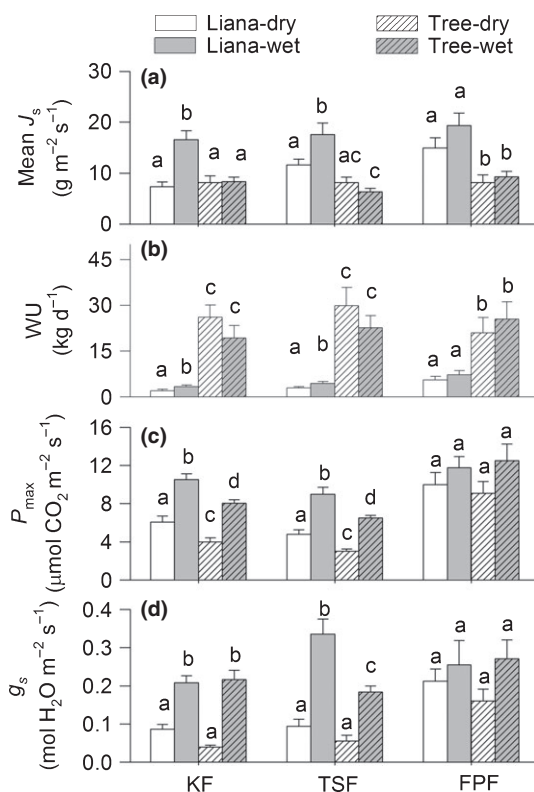 Liana-dry Tree-dry
Liana-wet Tree-wet
(a)
Mean Js
(g m−2 s−1)
30
20
10
0
a b a a
a b ac c
a a b b
(b)
WU
(kg d−1)
45
30
15
0
a b c c
a b c c
a a b b
(c)
Pmax
(μmol CO2 m−2 s−1)
16
12
8
4
0
a b c d
a b c d
a a a a
(d)
gs
(mol H2O m−2 s−1)
0.4
0.3
0.2
0.1
0.0
a b a b
a b a c
a a a a
KF TSF FPF